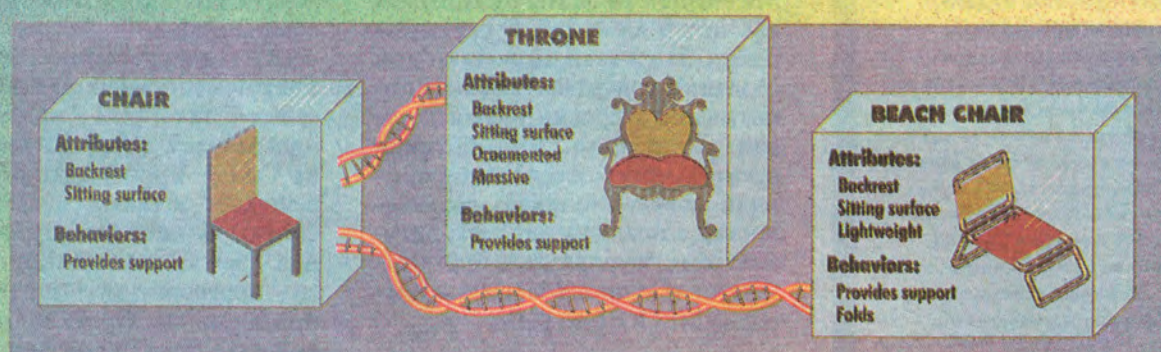 CHAIR
Attributes:
Backrest
Sitting surface
Behaviors:
Provides support
THRONE
Attributes:
Backrest
Sitting surface
Ornamented
Massive
Behaviors:
Provides support
BEACH CHAIR
Attributes:
Backrest
Sitting surface
Lightweight
Behaviors:
Provides support
Folds